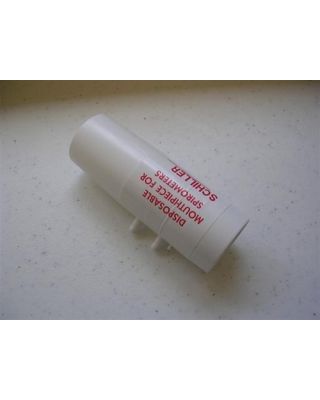 DISPOSABLE
MOUTHPIECE FOR
SPIROMETERS
SCHILLER